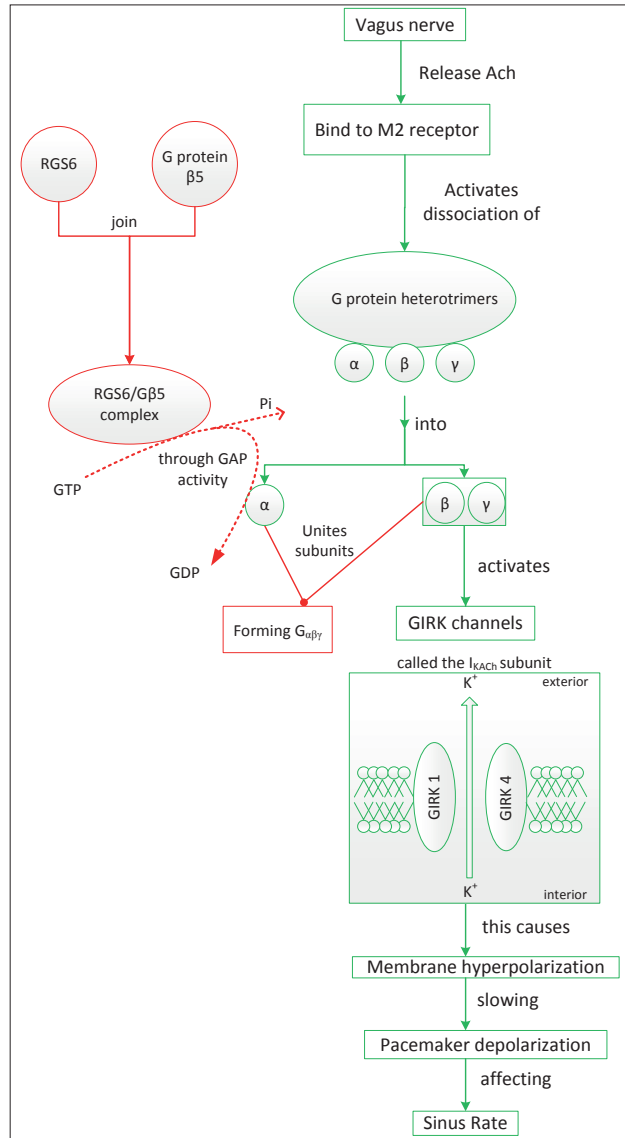 Vagus nerve
Release Ach
Bind to M2 receptor
RGS6
G protein
β5
join
Activates
dissociation of
G protein heterotrimers
α
β
γ
RGS6/Gβ5
complex
Pi
into
through GAP
activity
GTP
GDP
α
β
γ
Unites
subunits
activates
Forming Gαβγ
GIRK channels
called the IKACh subunit
K+
exterior
GIRK 1
GIRK 4
K+
interior
this causes
Membrane hyperpolarization
slowing
Pacemaker depolarization
affecting
Sinus Rate